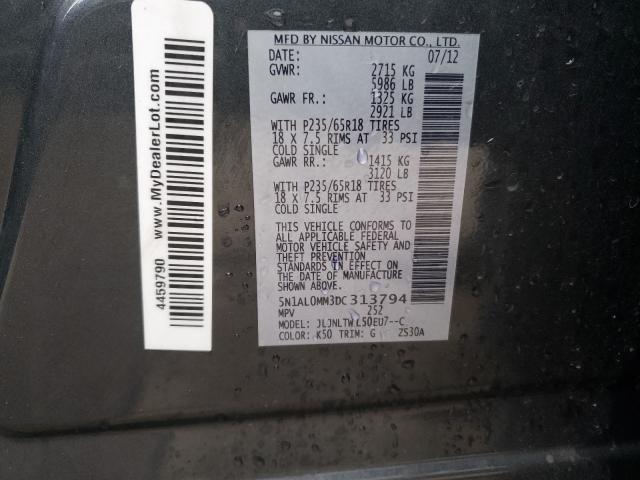 4459790 www.MyDealerLot.com
MFD BY NISSAN MOTOR CO., LTD.
DATE: 07/12
GVWR: 2715 KG
5986 LB
GAWR FR.: 1325 KG
2921 LB
WITH P235/65R18 TIRES
18 X 7.5 RIMS AT 33 PSI
COLD SINGLE
GAWR RR.: 1415 KG
3120 LB
WITH P235/65R18 TIRES
18 X 7.5 RIMS AT 33 PSI
COLD SINGLE
THIS VEHICLE CONFORMS TO
ALL APPLICABLE FEDERAL
MOTOR VEHICLE SAFETY AND
THEFT PREVENTION
STANDARDS IN EFFECT ON
THE DATE OF MANUFACTURE
SHOWN ABOVE.
5N1AL0MM3DC313794
MPV 252
MODEL: JLJNLTWL50EU7--C
COLOR: K50 TRIM: G ZS30A